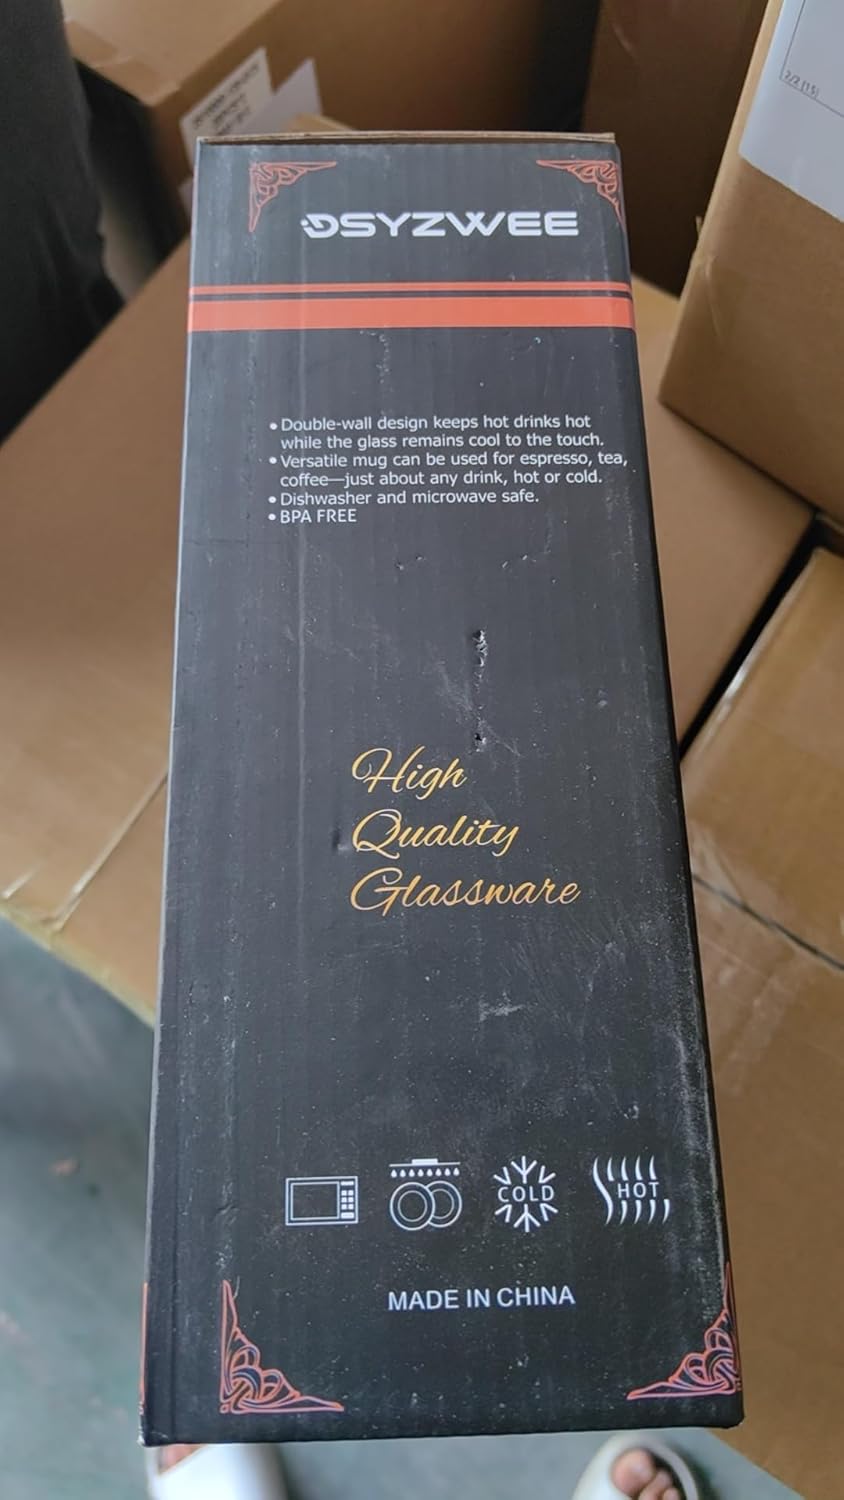 DSYZWEE
• Double-wall design keeps hot drinks hot
while the glass remains cool to the touch.
• Versatile mug can be used for espresso, tea,
coffee—just about any drink, hot or cold.
• Dishwasher and microwave safe.
• BPA FREE
High
Quality
Glassware
COLD
HOT
MADE IN CHINA